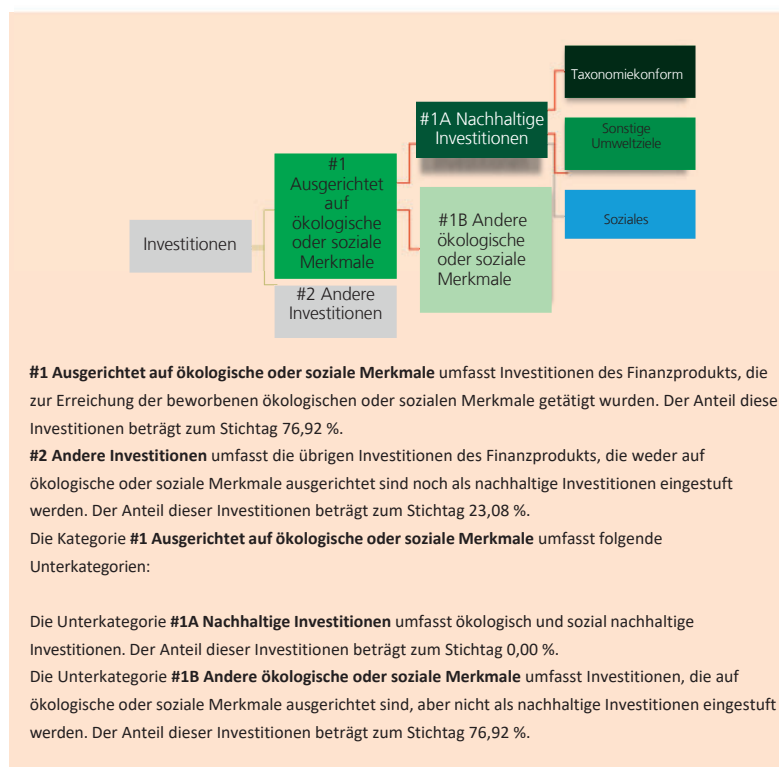 Taxonomiekonform
#1A Nachhaltige
Investitionen
Sonstige
Umweltziele
#1
Ausgerichtet
auf
ökologische
oder soziale
Merkmale
#1B Andere
ökologische
oder soziale
Merkmale
Soziales
Investitionen
#2 Andere
Investitionen
#1 Ausgerichtet auf ökologische oder soziale Merkmale umfasst Investitionen des Finanzprodukts, die
zur Erreichung der beworbenen ökologischen oder sozialen Merkmale getätigt wurden. Der Anteil diese
Investitionen beträgt zum Stichtag 76,92 %.
#2 Andere Investitionen umfasst die übrigen Investitionen des Finanzprodukts, die weder auf
ökologische oder soziale Merkmale ausgerichtet sind noch als nachhaltige Investitionen eingestuft
werden. Der Anteil dieser Investitionen beträgt zum Stichtag 23,08 %.
Die Kategorie #1 Ausgerichtet auf ökologische oder soziale Merkmale umfasst folgende
Unterkategorien:
Die Unterkategorie #1A Nachhaltige Investitionen umfasst ökologisch und sozial nachhaltige
Investitionen. Der Anteil dieser Investitionen beträgt zum Stichtag 0,00 %.
Die Unterkategorie #1B Andere ökologische oder soziale Merkmale umfasst Investitionen, die auf
ökologische oder soziale Merkmale ausgerichtet sind, aber nicht als nachhaltige Investitionen eingestuft
werden. Der Anteil dieser Investitionen beträgt zum Stichtag 76,92 %.